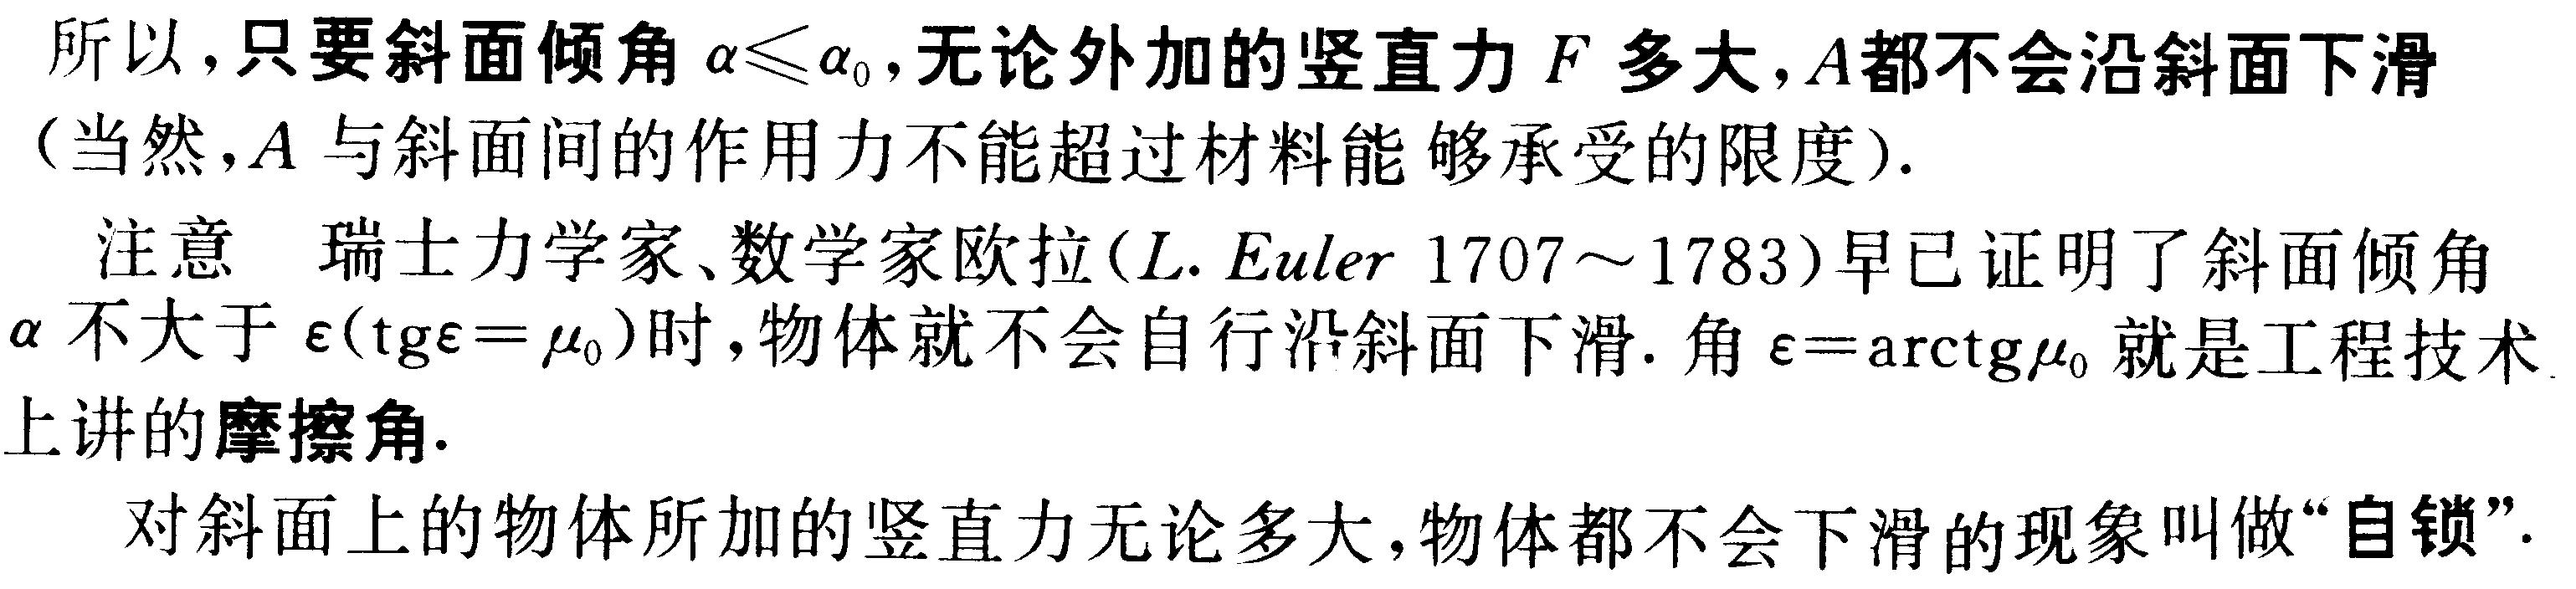 所以,只要斜面倾角 α⩽α₀,无论外加的竖直力 F 多大,A都不会沿斜面下滑
(当然,A 与斜面间的作用力不能超过材料能够承受的限度).
注意 瑞士力学家、数学家欧拉(L. Euler 1707～1783)早已证明了斜面倾角
α 不大于 ε(tgε=μ₀)时,物体就不会自行沿斜面下滑. 角 ε=arctgμ₀ 就是工程技术
上讲的摩擦角.
对斜面上的物体所加的竖直力无论多大,物体都不会下滑的现象叫做“自锁”.